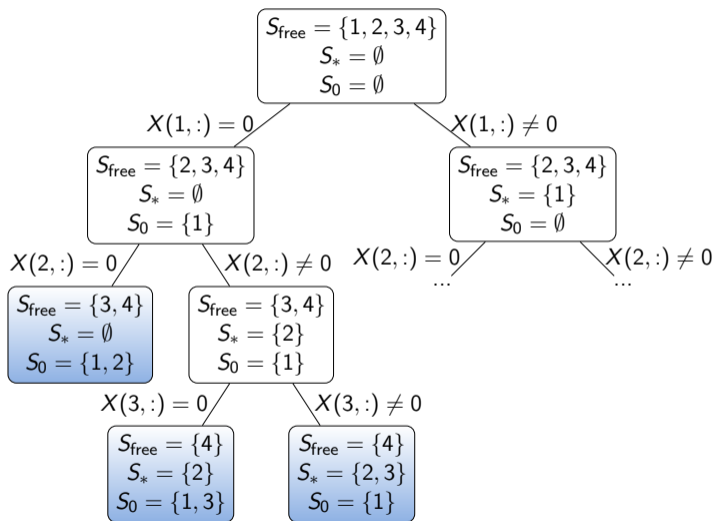 S_free = {1, 2, 3, 4}
S_* = ∅
S_0 = ∅
X(1, :) = 0
X(1, :) ≠ 0
S_free = {2, 3, 4}
S_* = ∅
S_0 = {1}
S_free = {2, 3, 4}
S_* = {1}
S_0 = ∅
X(2, :) = 0
X(2, :) ≠ 0
X(2, :) = 0
X(2, :) ≠ 0
...
...
S_free = {3, 4}
S_* = ∅
S_0 = {1, 2}
S_free = {3, 4}
S_* = {2}
S_0 = {1}
X(3, :) = 0
X(3, :) ≠ 0
S_free = {4}
S_* = {2}
S_0 = {1, 3}
S_free = {4}
S_* = {2, 3}
S_0 = {1}